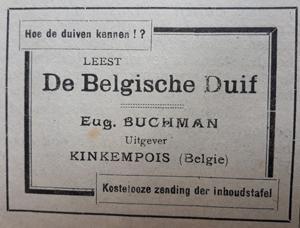 Hoe de duiven kennen !?
LEEST
De Belgische Duif
Eug. BUCHMAN
Uitgever
KINKEMPOIS (Belgie)
Kostelooze zending der inhoudstafel